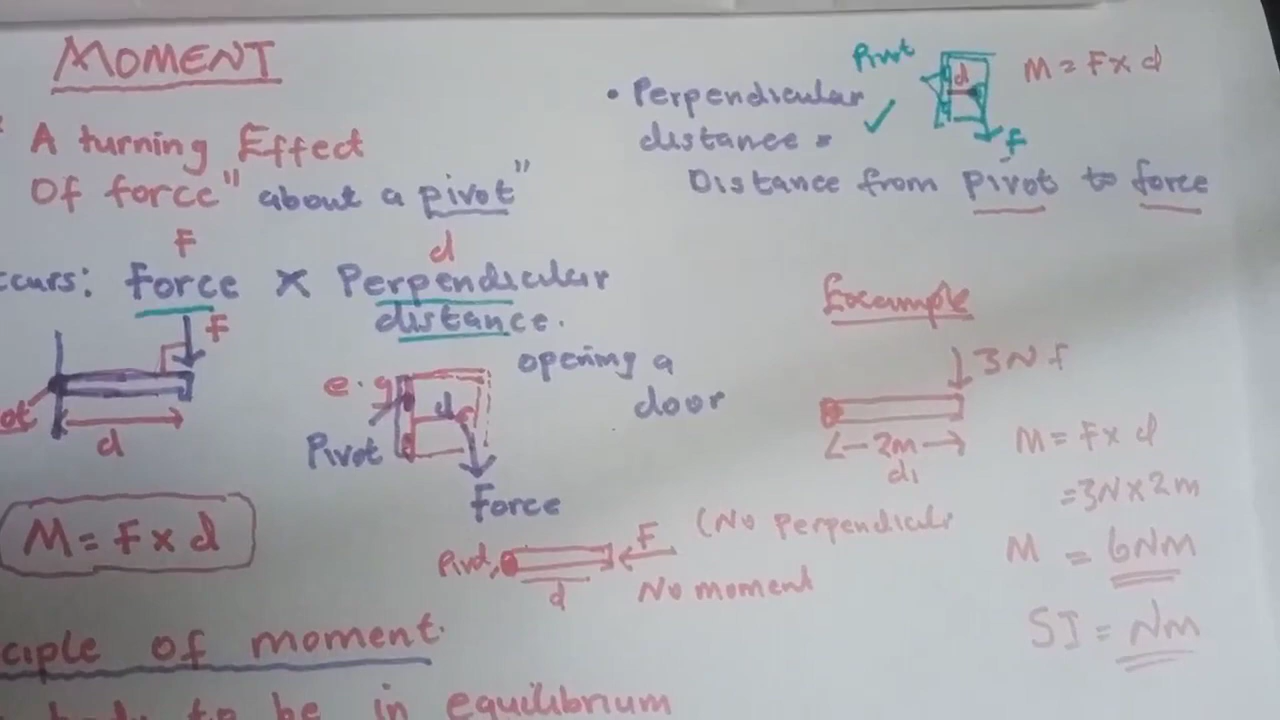 MOMENT
A turning Effect
Of force" about a pivot"
F
d
ccurs: force × Perpendicular
distance.
F
ot
d
e.g
opening a
door
d
Pivot
force
M = F x d
Pivot
d
F
(No perpendicular
No moment
ciple of moment.
to be in equilibrium
Pivot
d
F
M = F x d
• Perpendicular
distance =
Distance from pivot to force
Example
3N f
2m
d1
M = F x d
= 3N x 2m
M = 6Nm
SI = Nm